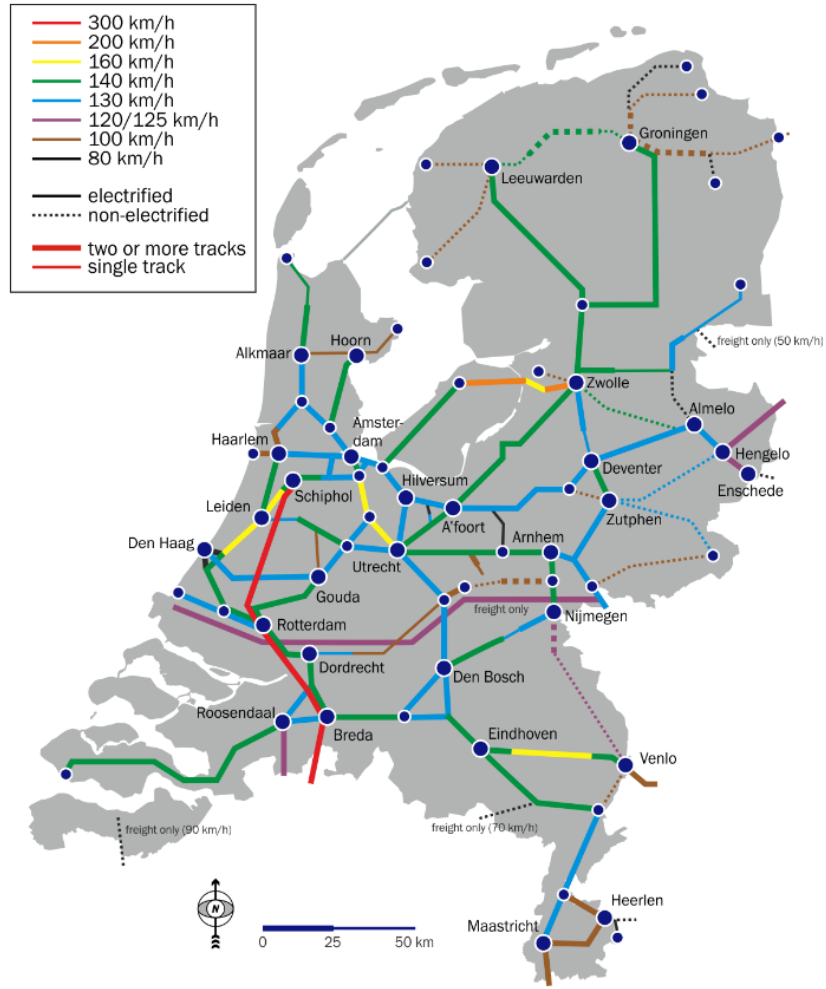 300 km/h
200 km/h
160 km/h
140 km/h
130 km/h
120/125 km/h
100 km/h
80 km/h
electrified
non-electrified
two or more tracks
single track
Groningen
Leeuwarden
freight only (50 km/h)
Alkmaar
Hoorn
Zwolle
Almelo
Amster-
dam
Haarlem
Hengelo
Deventer
Enschede
Schiphol
Hilversum
Leiden
A'foort
Zutphen
Den Haag
Arnhem
Utrecht
Gouda
freight only
Nijmegen
Rotterdam
Dordrecht
Den Bosch
Roosendaal
Breda
Eindhoven
Venlo
freight only (90 km/h)
freight only (70 km/h)
Heerlen
Maastricht
N
0
25
50 km